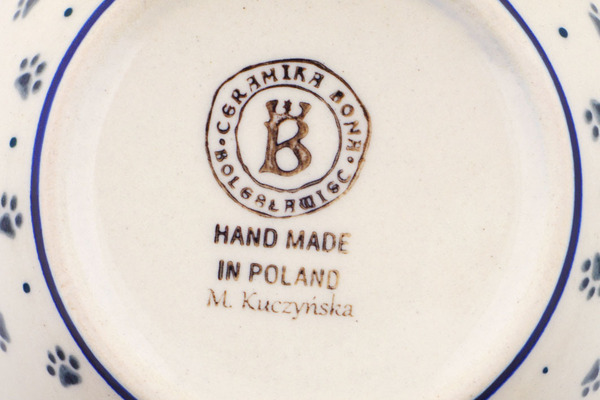 CERAMIKA BONA
BOLESŁAWIEC
B
HAND MADE
IN POLAND
M. Kuczyńska